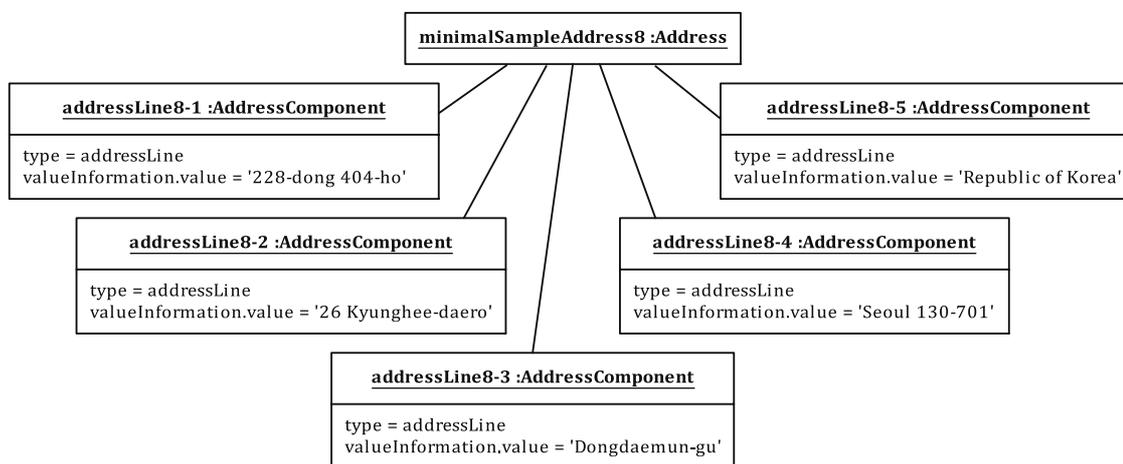 minimalSampleAddress8 :Address
addressLine8-1 :AddressComponent
type = addressLine
valueInformation.value = '228-dong 404-ho'
addressLine8-5 :AddressComponent
type = addressLine
valueInformation.value = 'Republic of Korea'
addressLine8-2 :AddressComponent
type = addressLine
valueInformation.value = '26 Kyunghee-daero'
addressLine8-4 :AddressComponent
type = addressLine
valueInformation.value = 'Seoul 130-701'
addressLine8-3 :AddressComponent
type = addressLine
valueInformation.value = 'Dongdaemun-gu'